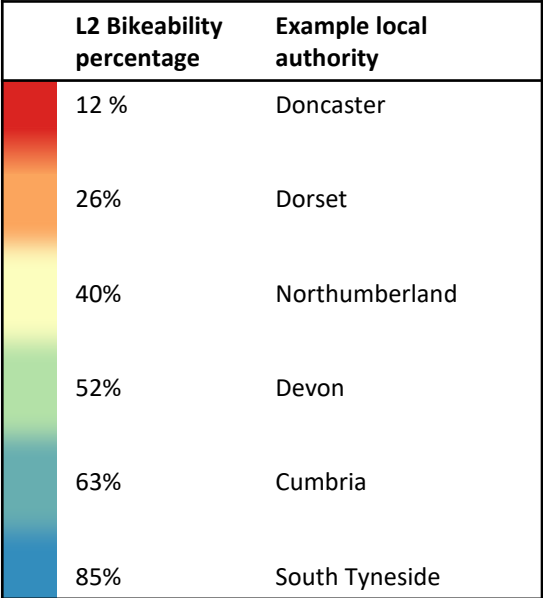 L2 Bikeability percentage Example local authority
12 % Doncaster
26% Dorset
40% Northumberland
52% Devon
63% Cumbria
85% South Tyneside